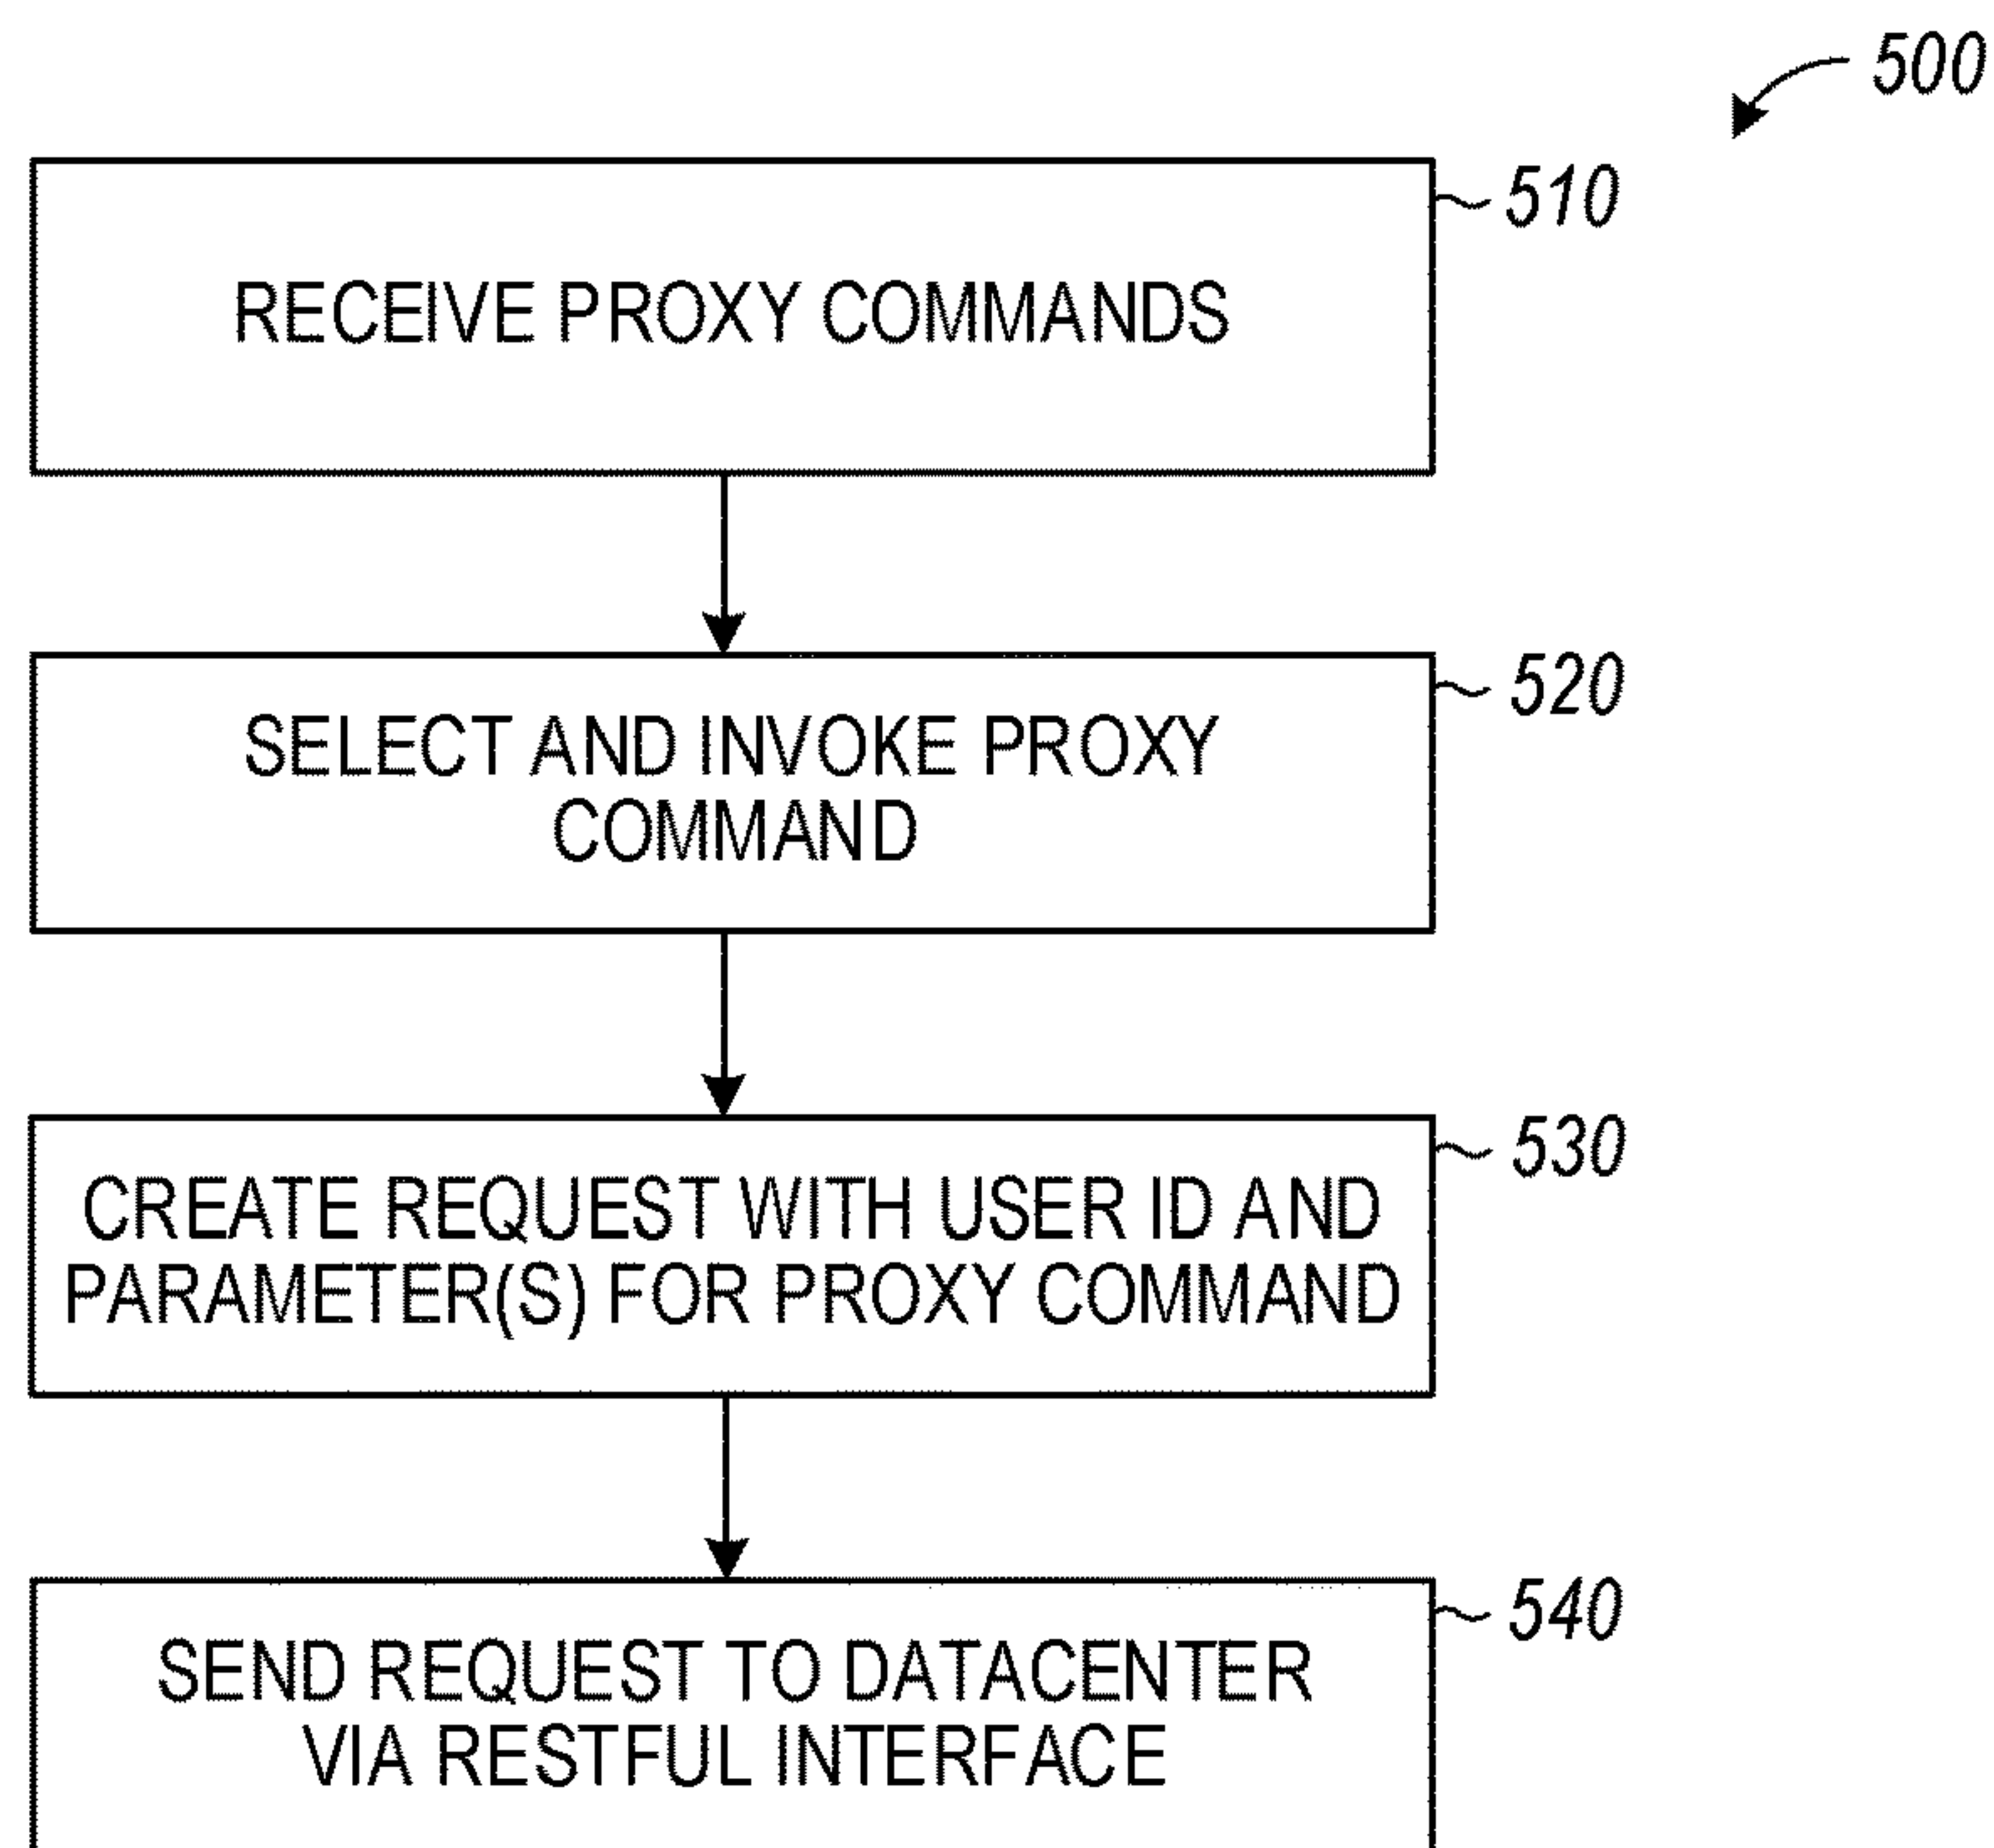 500
510
RECEIVE PROXY COMMANDS
520
SELECT AND INVOKE PROXY
COMMAND
530
CREATE REQUEST WITH USER ID AND
PARAMETER(S) FOR PROXY COMMAND
540
SEND REQUEST TO DATACENTER
VIA RESTFUL INTERFACE